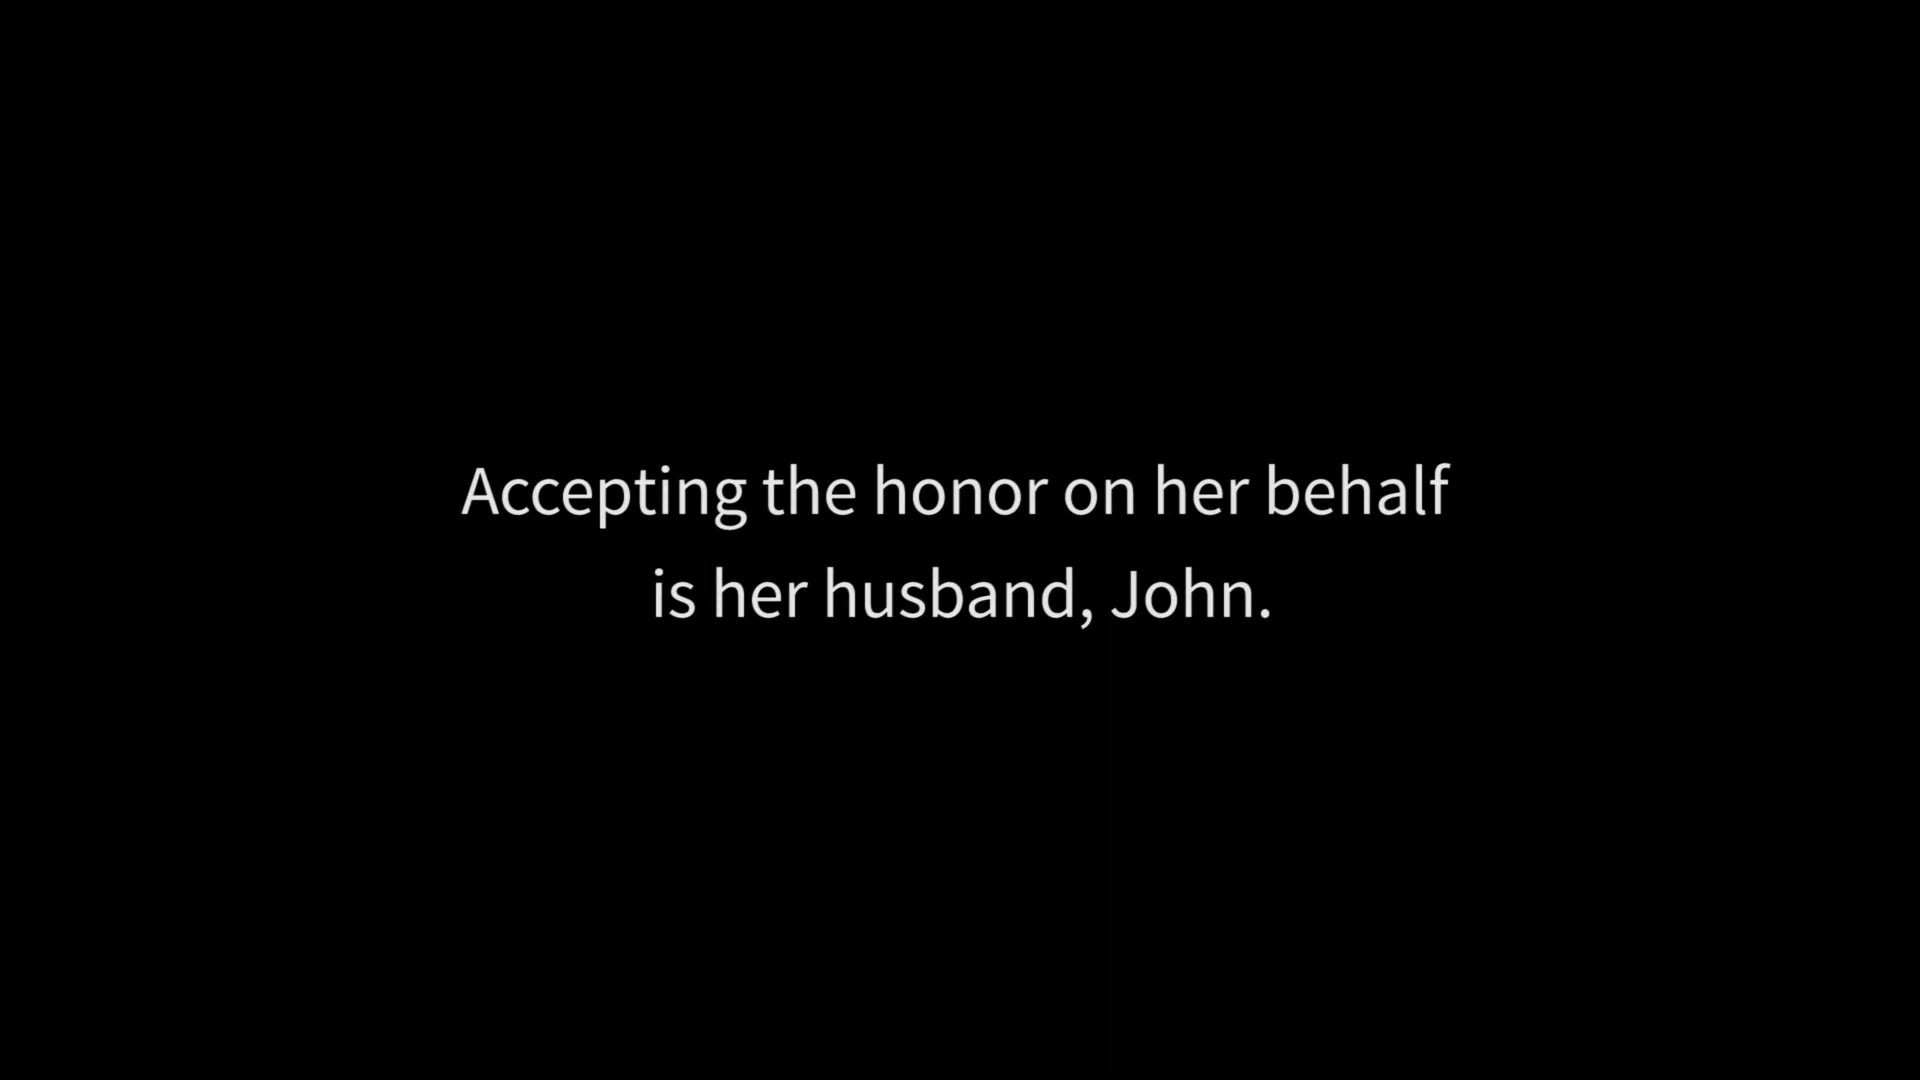 Accepting the honor on her behalf
is her husband, John.